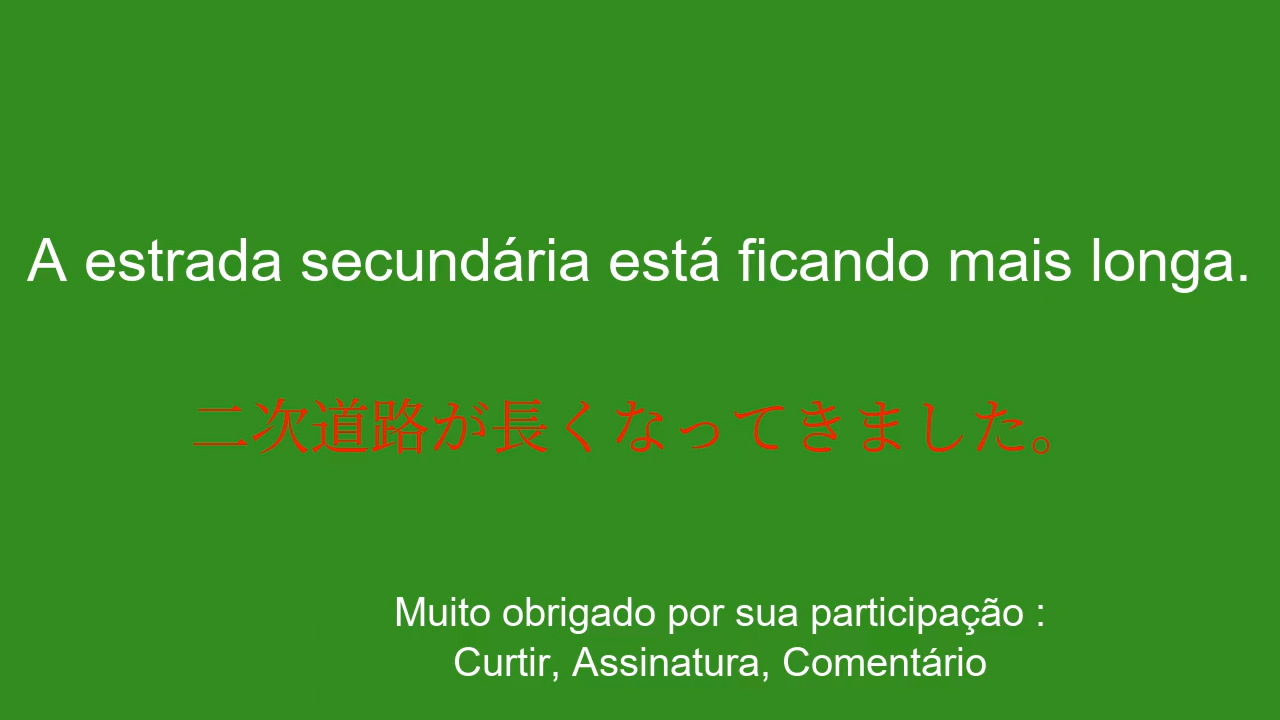 A estrada secundária está ficando mais longa.
二次道路が長くなってきました。
Muito obrigado por sua participação :
Curtir, Assinatura, Comentário